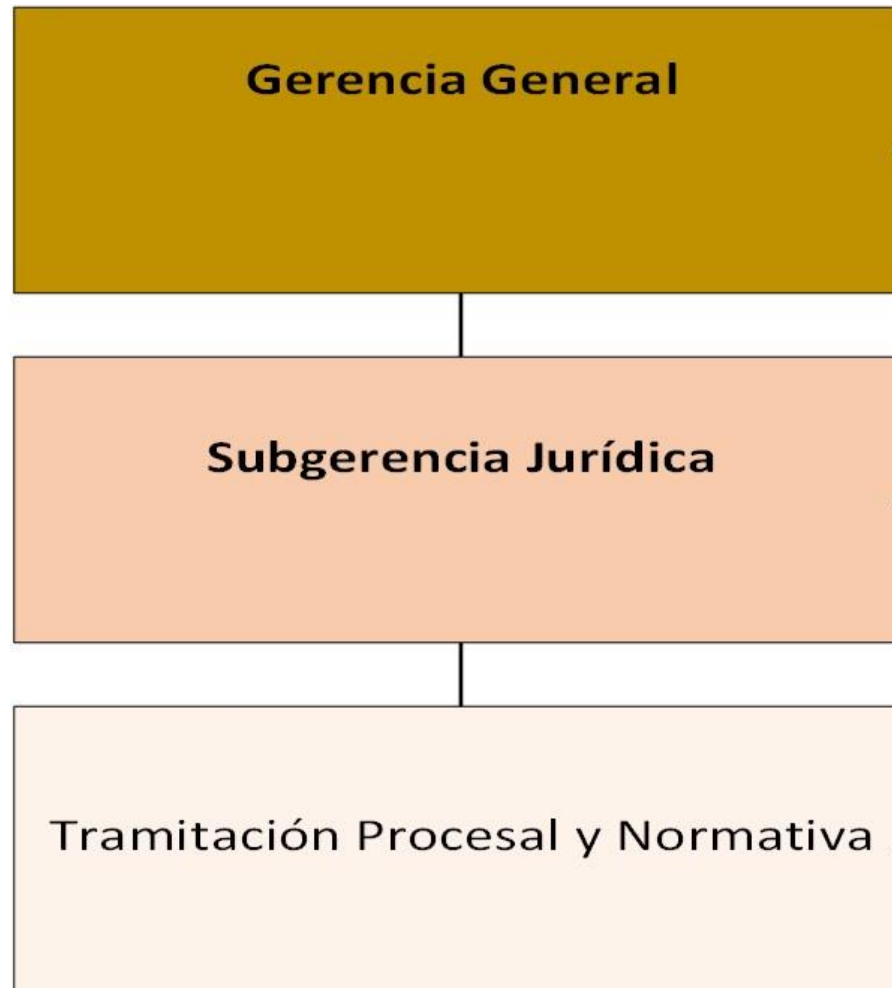 Gerencia General
Subgerencia Jurídica
Tramitación Procesal y Normativa